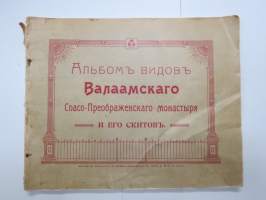 Альбомъ видовъ
Валаамскаго
Спасо-Преображенскаго монастыря
и его скитовъ.